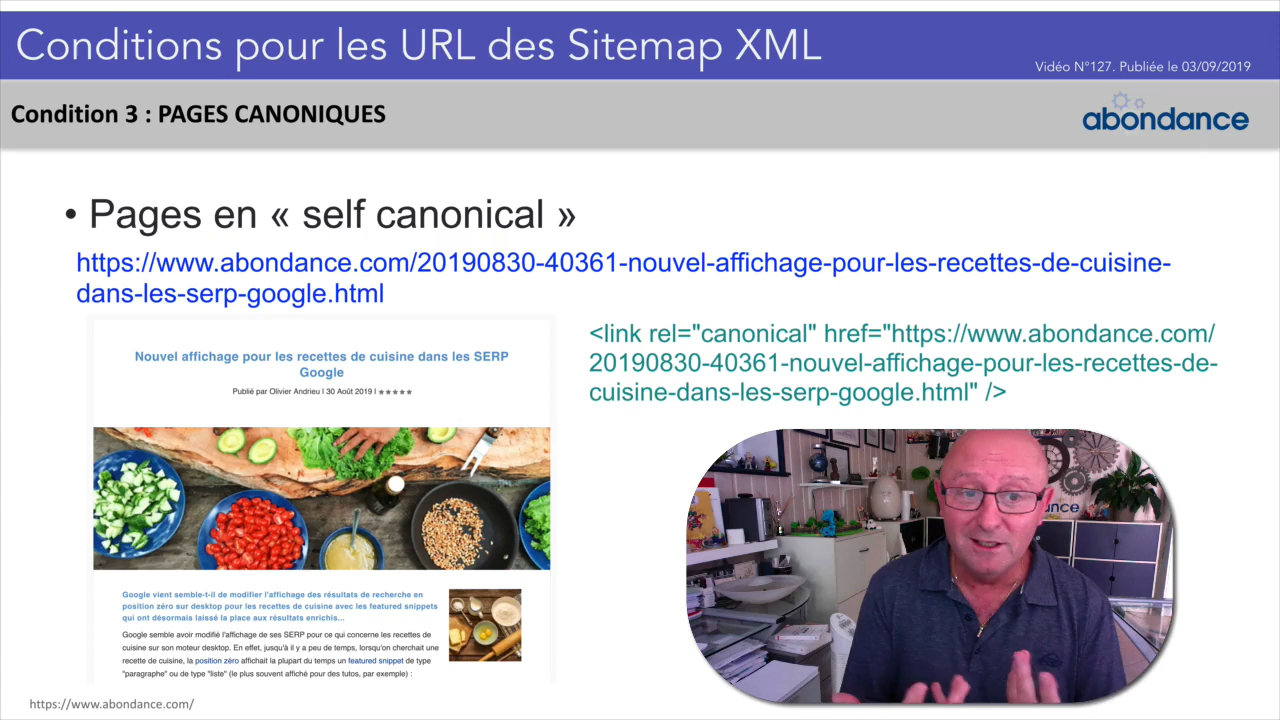 Conditions pour les URL des Sitemap XML
Vidéo N°127. Publiée le 03/09/2019
Condition 3 : PAGES CANONIQUES
abondance
• Pages en « self canonical »
https://www.abondance.com/20190830-40361-nouvel-affichage-pour-les-recettes-de-cuisine-
dans-les-serp-google.html
<link rel="canonical" href="https://www.abondance.com/
20190830-40361-nouvel-affichage-pour-les-recettes-de-
cuisine-dans-les-serp-google.html" />
Nouvel affichage pour les recettes de cuisine dans les SERP
Google
Publié par Olivier Andrieu | 30 Août 2019 | ★★★★★
Google vient semble-t-il de modifier l'affichage des résultats de recherche en
position zéro sur desktop pour les recettes de cuisine avec les featured snippets
qui ont désormais laissé la place aux résultats enrichis...
Google semble avoir modifié l'affichage de ses SERP pour ce qui concerne les recettes de
cuisine sur son moteur desktop. En effet, jusqu'à il y a peu de temps, lorsqu'on cherchait une
recette de cuisine, la position zéro affichait la plupart du temps un featured snippet de type
"paragraphe" ou de type "liste" (le plus souvent affiché pour des tutos, par exemple) :
ance
https://www.abondance.com/